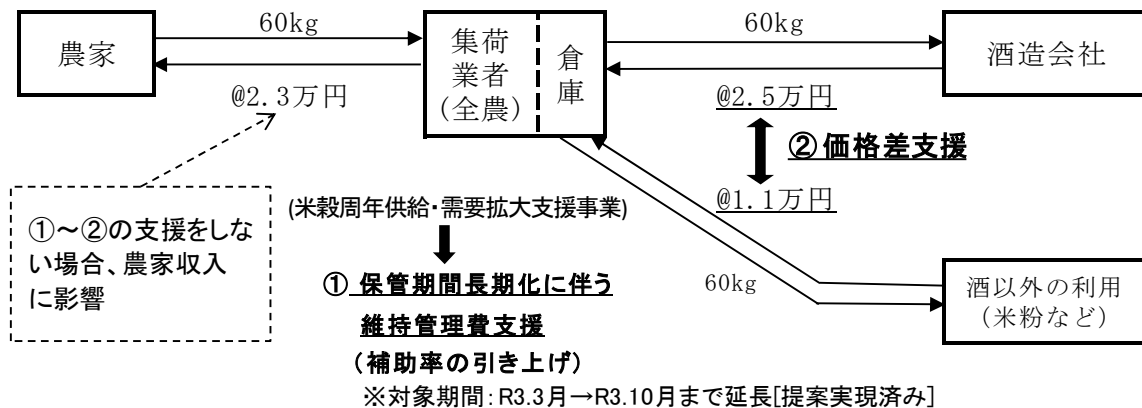 60kg
60kg
農家
集荷
業者
(全農)
倉
庫
酒造会社
@2.3万円
@2.5万円
②価格差支援
@1.1万円
①～②の支援をしな
い場合、農家収入
に影響
(米穀周年供給・需要拡大支援事業)
① 保管期間長期化に伴う
維持管理費支援
（補助率の引き上げ）
※対象期間：R3.3月→R3.10月まで延長[提案実現済み]
60kg
酒以外の利用
（米粉など）